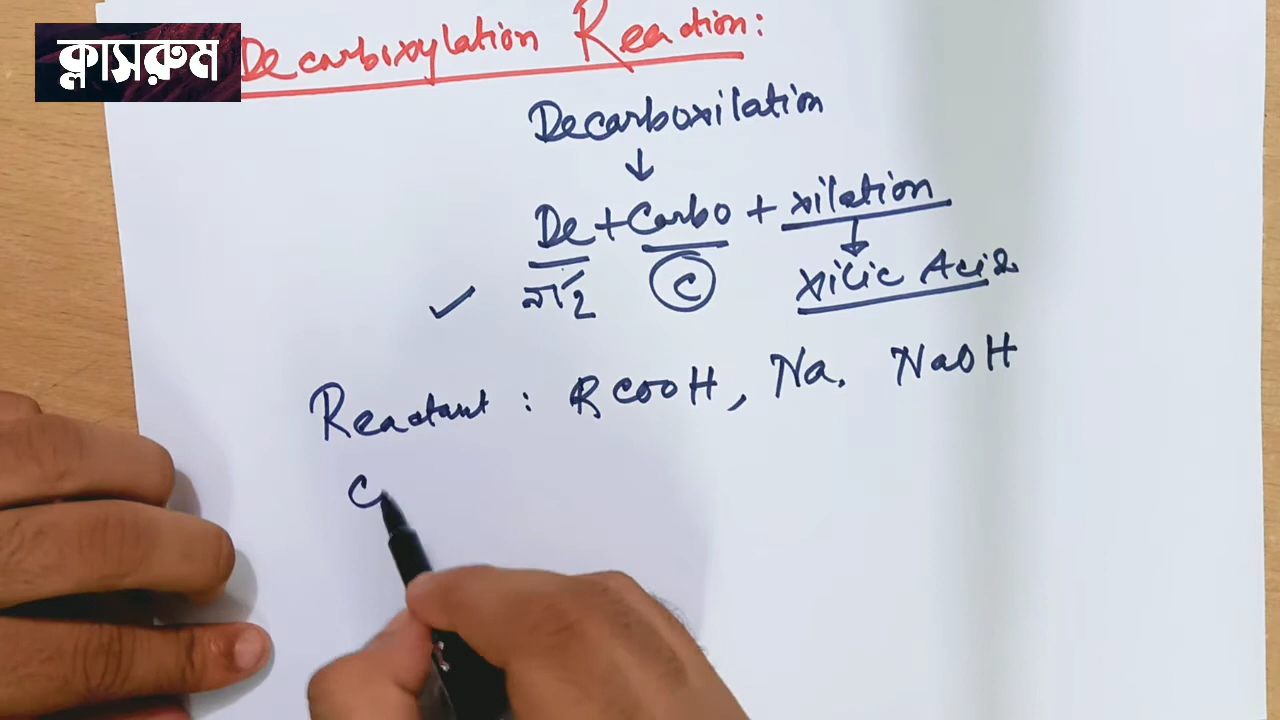 ক্লাসরুম
Decarbixylation Reaction:
Decarboxilation
↓
De + Carbo + xilation
নাই C xilic Acid
Reactant : RCOOH, Na, NaOH
C